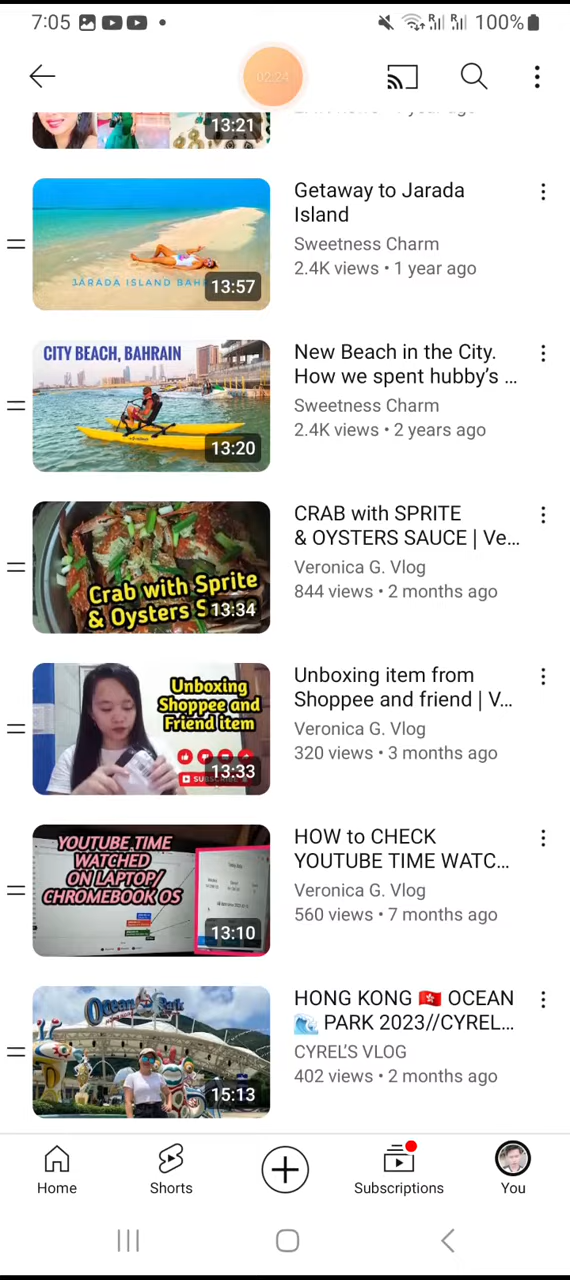 7:05
100%
02:24
13:21
Getaway to Jarada
Island
Sweetness Charm
2.4K views • 1 year ago
JARADA ISLAND BAH
13:57
CITY BEACH, BAHRAIN
13:20
New Beach in the City.
How we spent hubby's ...
Sweetness Charm
2.4K views • 2 years ago
Crab with Sprite
& Oysters S
13:34
CRAB with SPRITE
& OYSTERS SAUCE | Ve...
Veronica G. Vlog
844 views • 2 months ago
Unboxing
Shoppee and
Friend item
SUBSCRIBE
13:33
Unboxing item from
Shoppee and friend | V...
Veronica G. Vlog
320 views • 3 months ago
YOUTUBE TIME
WATCHED
ON LAPTOP/
CHROMEBOOK OS
13:10
HOW to CHECK
YOUTUBE TIME WATC...
Veronica G. Vlog
560 views • 7 months ago
Ocean Park
15:13
HONG KONG 🇭🇰 OCEAN
🌊 PARK 2023//CYREL...
CYREL'S VLOG
402 views • 2 months ago
Home
Shorts
Subscriptions
You